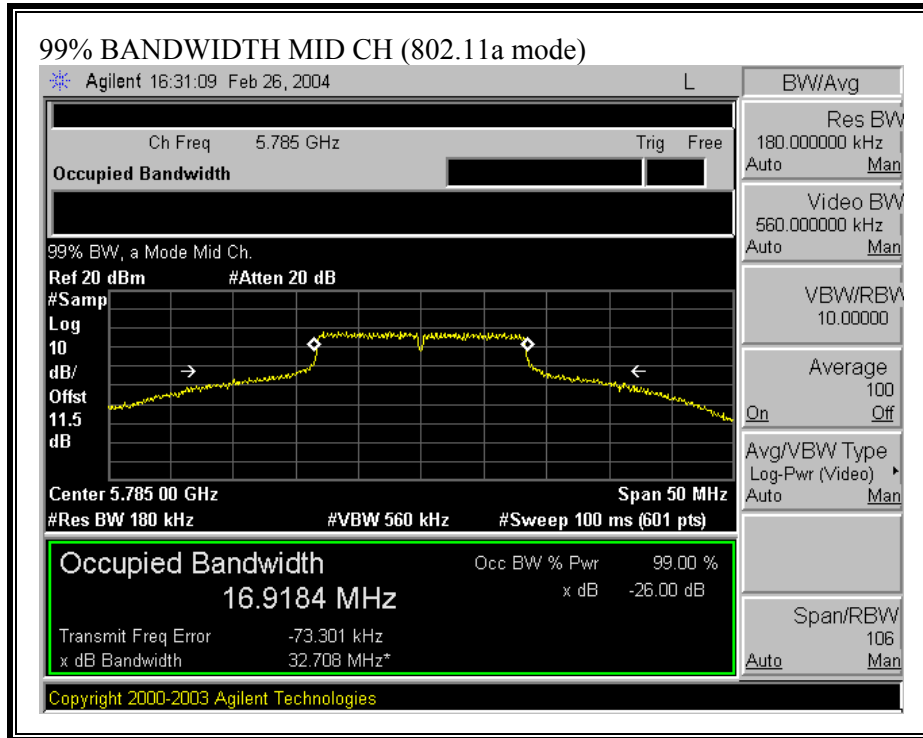 99% BANDWIDTH MID CH (802.11a mode)
Agilent 16:31:09 Feb 26, 2004 L
BW/Avg
Ch Freq 5.785 GHz Trig Free
Occupied Bandwidth
Res BW
180.000000 kHz
Auto Man
Video BW
560.000000 kHz
Auto Man
VBW/RBW
10.00000
Average
100
On Off
Avg/VBW Type
Log-Pwr (Video)
Auto Man
Span/RBW
106
Auto Man
99% BW, a Mode Mid Ch.
Ref 20 dBm #Atten 20 dB
#Samp
Log
10
dB/
Offst
11.5
dB
Center 5.785 00 GHz Span 50 MHz
#Res BW 180 kHz #VBW 560 kHz #Sweep 100 ms (601 pts)
Occupied Bandwidth
16.9184 MHz
Occ BW % Pwr 99.00 %
x dB -26.00 dB
Transmit Freq Error -73.301 kHz
x dB Bandwidth 32.708 MHz*
Copyright 2000-2003 Agilent Technologies